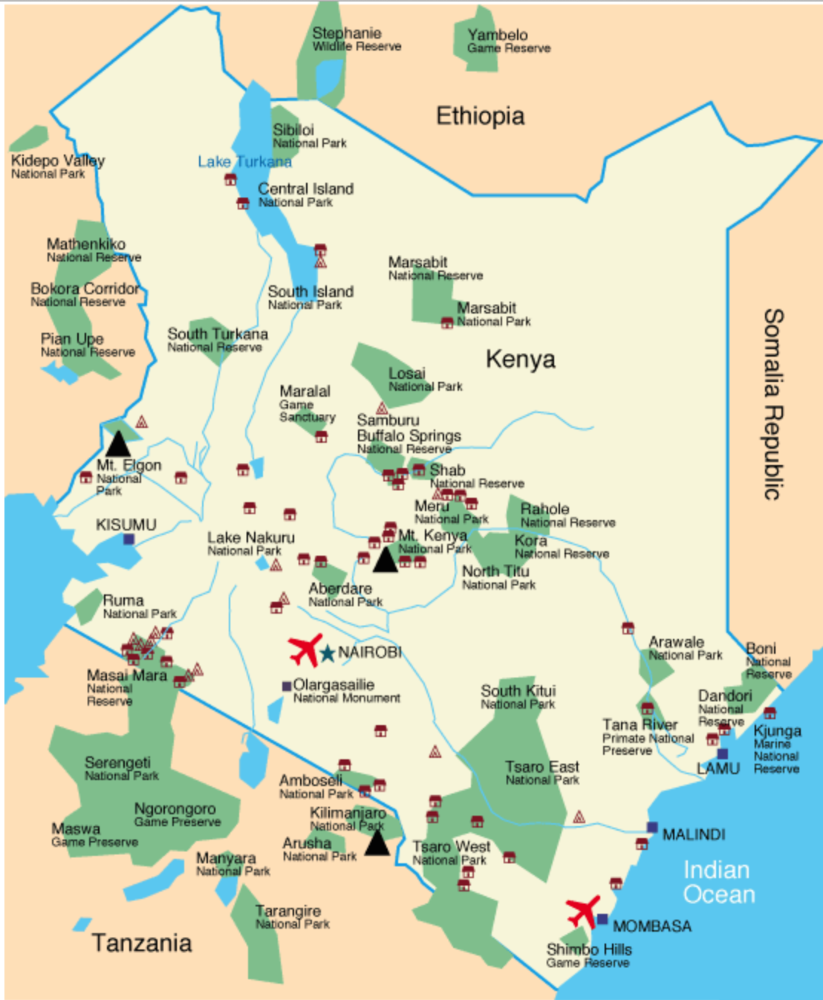 Stephanie
Wildlife Reserve
Yambelo
Game Reserve
Ethiopia
Sibiloi
National Park
Kidepo Valley
National Park
Lake Turkana
Central Island
National Park
Mathenkiko
National Reserve
Marsabit
National Reserve
Bokora Corridor
National Reserve
South Island
National Park
Marsabit
National Park
Pian Upe
National Reserve
South Turkana
National Reserve
Kenya
Somalia Republic
Losai
National Park
Maralal
Game
Sanctuary
Samburu
Buffalo Springs
National Reserve
Mt. Elgon
National
Park
Shab
National Reserve
Meru
National Park
Rahole
National Reserve
KISUMU
Lake Nakuru
National Park
Mt. Kenya
National Park
Kora
National Reserve
North Titu
National Park
Aberdare
National Park
Ruma
National Park
NAIROBI
Arawale
National Park
Boni
National
Reserve
Masai Mara
National
Reserve
Olargasailie
National Monument
South Kitui
National Park
Dandori
National
Reserve
Tana River
Primate National
Preserve
Kjunga
Marine
National
Reserve
LAMU
Serengeti
National Park
Tsaro East
National Park
Amboseli
National Park
Ngorongoro
Game Preserve
Kilimanjaro
National Park
Maswa
Game Preserve
Arusha
National Park
MALINDI
Manyara
National Park
Tsaro West
National Park
Indian
Ocean
Tarangire
National Park
MOMBASA
Tanzania
Shimbo Hills
Game Reserve